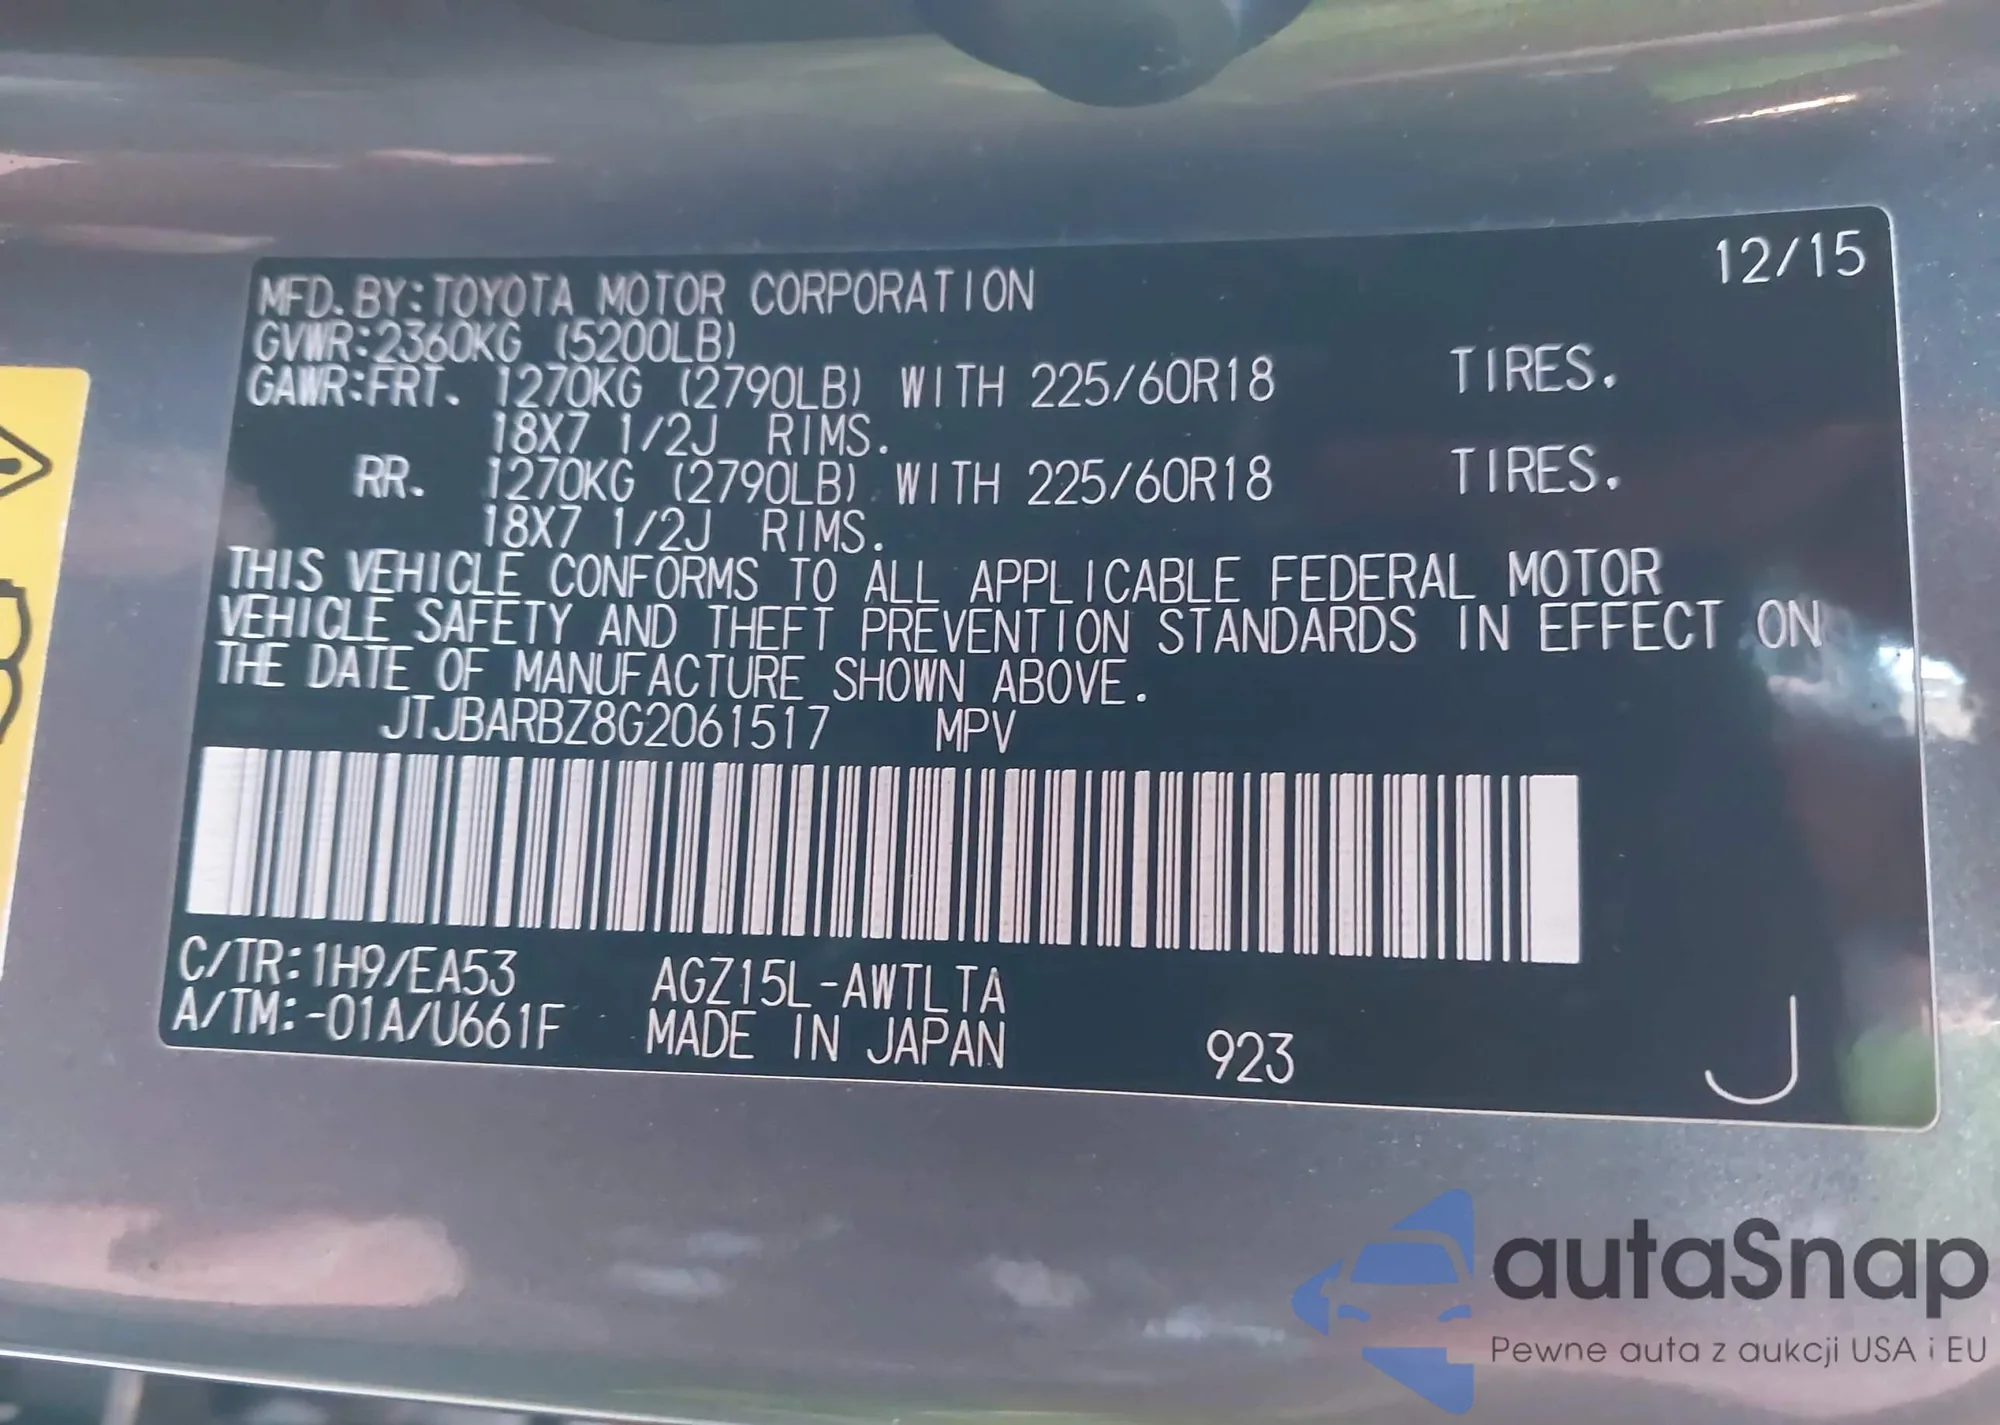 12/15
MFD.BY:TOYOTA MOTOR CORPORATION
GVWR:2360KG (5200LB)
GAWR:FRT. 1270KG (2790LB) WITH 225/60R18 TIRES.
18X7 1/2J RIMS.
RR. 1270KG (2790LB) WITH 225/60R18 TIRES.
18X7 1/2J RIMS.
THIS VEHICLE CONFORMS TO ALL APPLICABLE FEDERAL MOTOR
VEHICLE SAFETY AND THEFT PREVENTION STANDARDS IN EFFECT ON
THE DATE OF MANUFACTURE SHOWN ABOVE.
JTJBARBZ8G2061517 MPV
C/TR:1H9/EA53 AGZ15L-AWTLTA
A/TM:-01A/U661F MADE IN JAPAN 923 J
autaSnap
Pewne auta z aukcji USA i EU